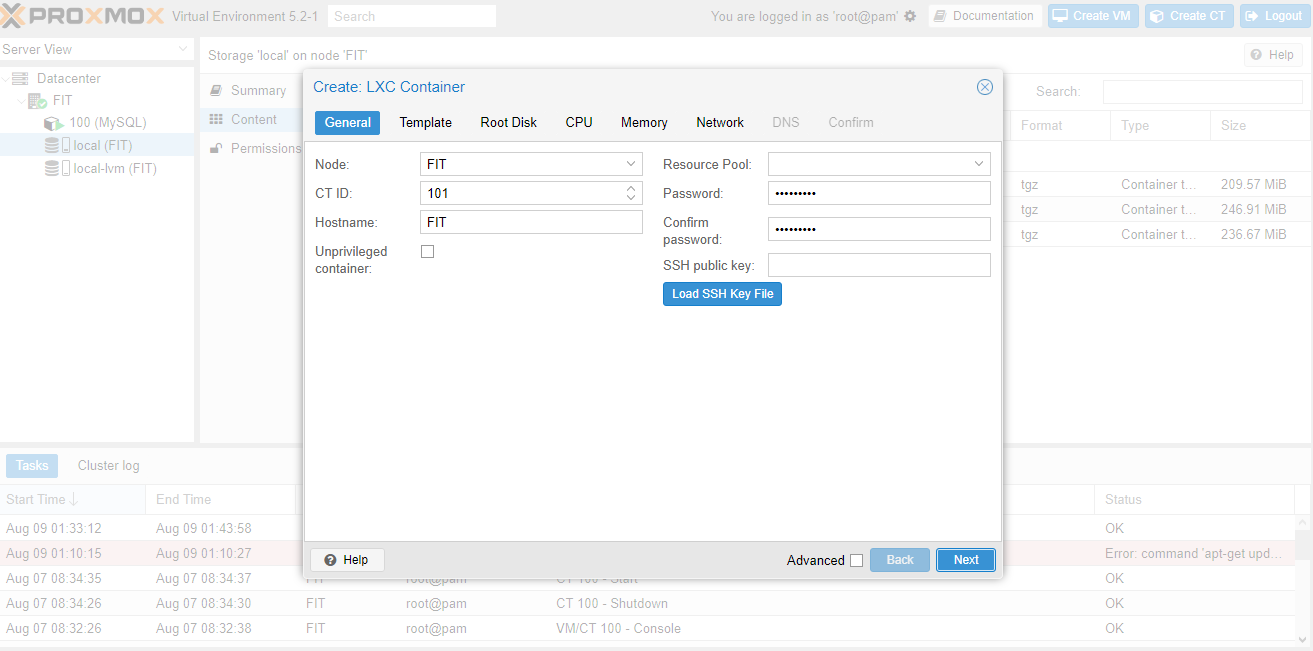 PROXMOX Virtual Environment 5.2-1 Search You are logged in as 'root@pam' Documentation Create VM Create CT Logout
Server View
Datacenter
FIT
100 (MySQL)
local (FIT)
local-lvm (FIT)
Storage 'local' on node 'FIT' Help
Summary
Content
Permissions
Search:
Format Type Size
tgz Container t... 209.57 MiB
tgz Container t... 246.91 MiB
tgz Container t... 236.67 MiB
Create: LXC Container
General Template Root Disk CPU Memory Network DNS Confirm
Node: FIT
CT ID: 101
Hostname: FIT
Unprivileged
container:
Resource Pool:
Password: •••••••••
Confirm
password: •••••••••
SSH public key:
Load SSH Key File
Help Advanced Back Next
Tasks Cluster log
Start Time End Time Status
Aug 09 01:33:12 Aug 09 01:43:58 OK
Aug 09 01:10:15 Aug 09 01:10:27 Error: command 'apt-get upd...
Aug 07 08:34:35 Aug 07 08:34:37 FIT root@pam CT 100 - Start OK
Aug 07 08:34:26 Aug 07 08:34:30 FIT root@pam CT 100 - Shutdown OK
Aug 07 08:32:26 Aug 07 08:32:38 FIT root@pam VM/CT 100 - Console OK